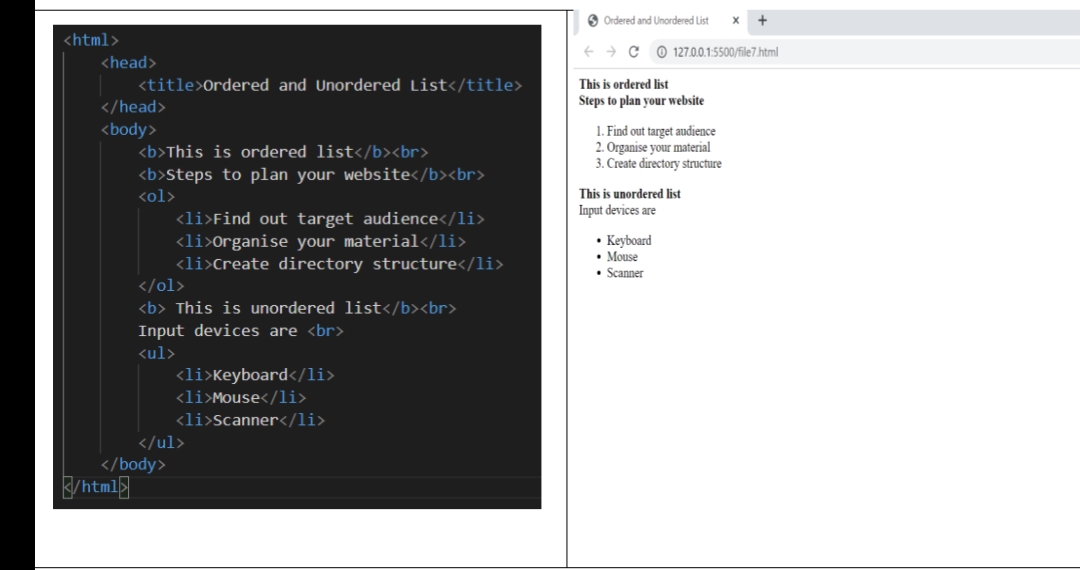 <html>
<head>
<title>Ordered and Unordered List</title>
</head>
<body>
<b>This is ordered list</b><br>
<b>Steps to plan your website</b><br>
<ol>
<li>Find out target audience</li>
<li>Organise your material</li>
<li>Create directory structure</li>
</ol>
<b> This is unordered list</b><br>
Input devices are <br>
<ul>
<li>Keyboard</li>
<li>Mouse</li>
<li>Scanner</li>
</ul>
</body>
</html>
Ordered and Unordered List x +
127.0.0.1:5500/file7.html
This is ordered list
Steps to plan your website
1. Find out target audience
2. Organise your material
3. Create directory structure
This is unordered list
Input devices are
• Keyboard
• Mouse
• Scanner